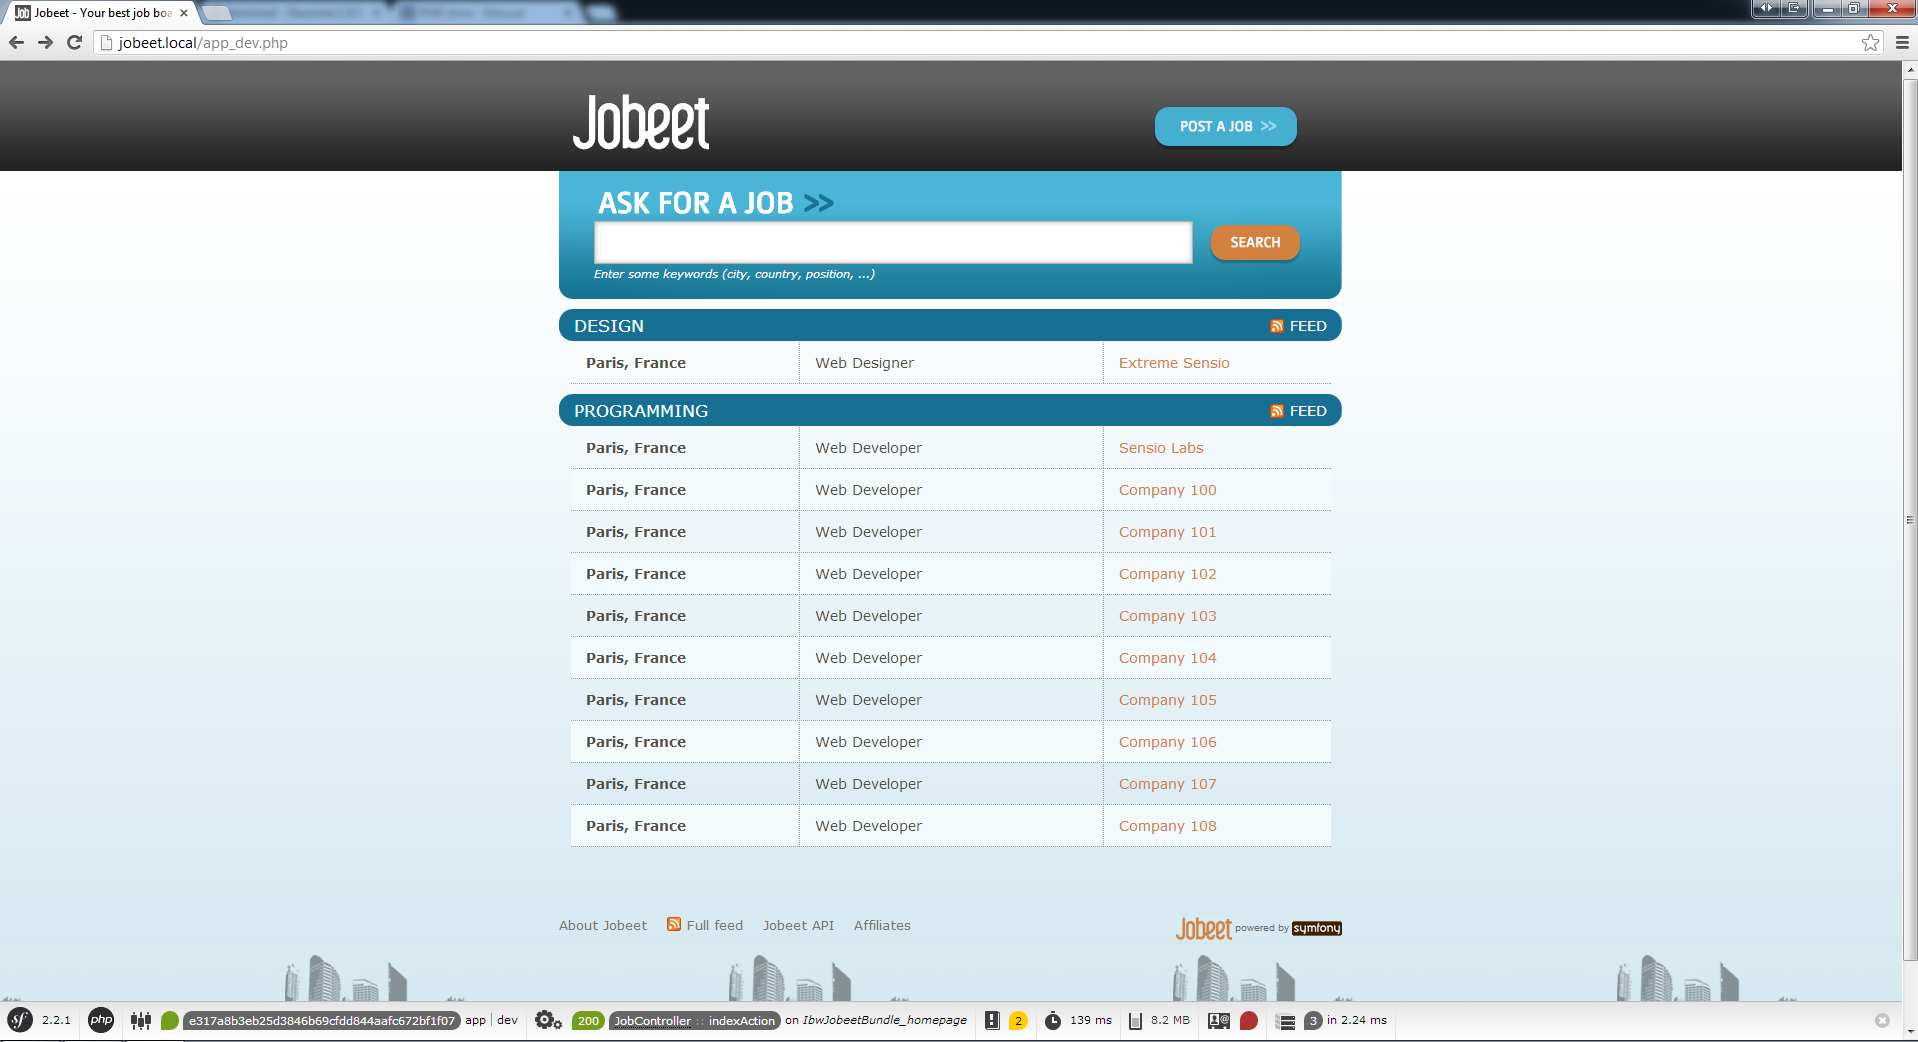 Job Jobeet - Your best job boa
jobeet.local/app_dev.php
Jobeet
POST A JOB >>
ASK FOR A JOB >>
SEARCH
Enter some keywords (city, country, position, ...)
DESIGN FEED
Paris, France Web Designer Extreme Sensio
PROGRAMMING FEED
Paris, France Web Developer Sensio Labs
Paris, France Web Developer Company 100
Paris, France Web Developer Company 101
Paris, France Web Developer Company 102
Paris, France Web Developer Company 103
Paris, France Web Developer Company 104
Paris, France Web Developer Company 105
Paris, France Web Developer Company 106
Paris, France Web Developer Company 107
Paris, France Web Developer Company 108
About Jobeet Full feed Jobeet API Affiliates Jobeet powered by symfony
sf 2.2.1 php e317a8b3eb25d3846b69cfdd844aafc672bf1f07 app | dev 200 JobController :: indexAction on IbwJobeetBundle_homepage 2 139 ms 8.2 MB 3 in 2.24 ms